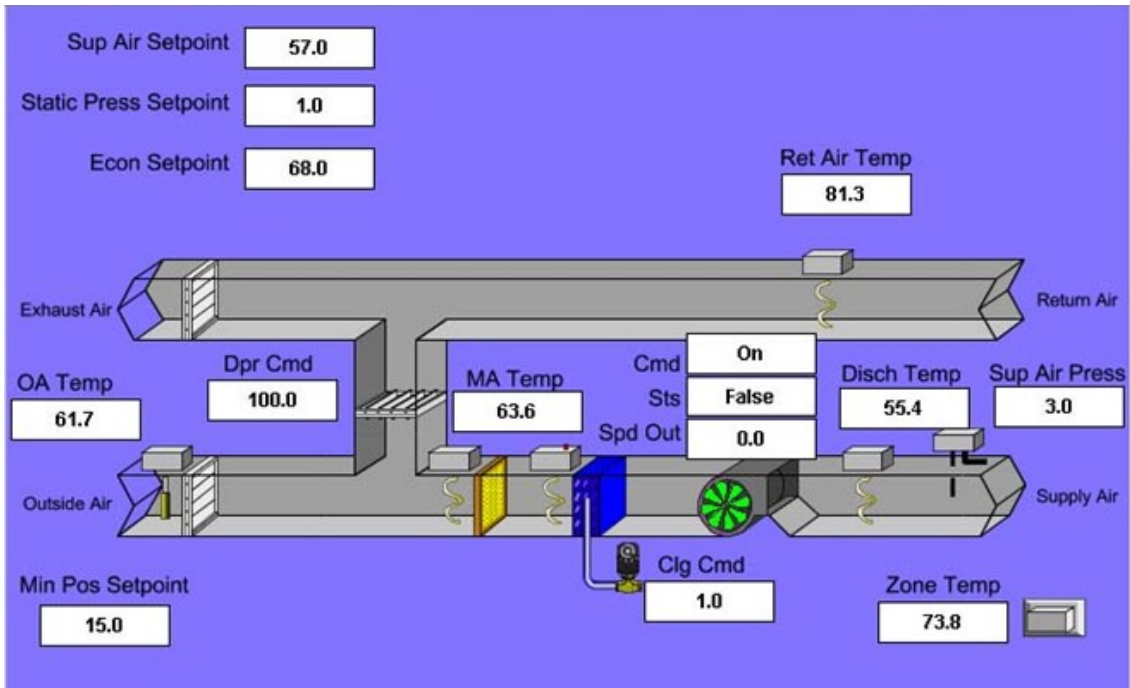 Sup Air Setpoint 57.0
Static Press Setpoint 1.0
Econ Setpoint 68.0
Ret Air Temp
81.3
Exhaust Air
Return Air
Dpr Cmd
100.0
OA Temp
61.7
MA Temp
63.6
Cmd On
Sts False
Spd Out 0.0
Disch Temp
55.4
Sup Air Press
3.0
Outside Air
Supply Air
Min Pos Setpoint
15.0
Clg Cmd
1.0
Zone Temp
73.8